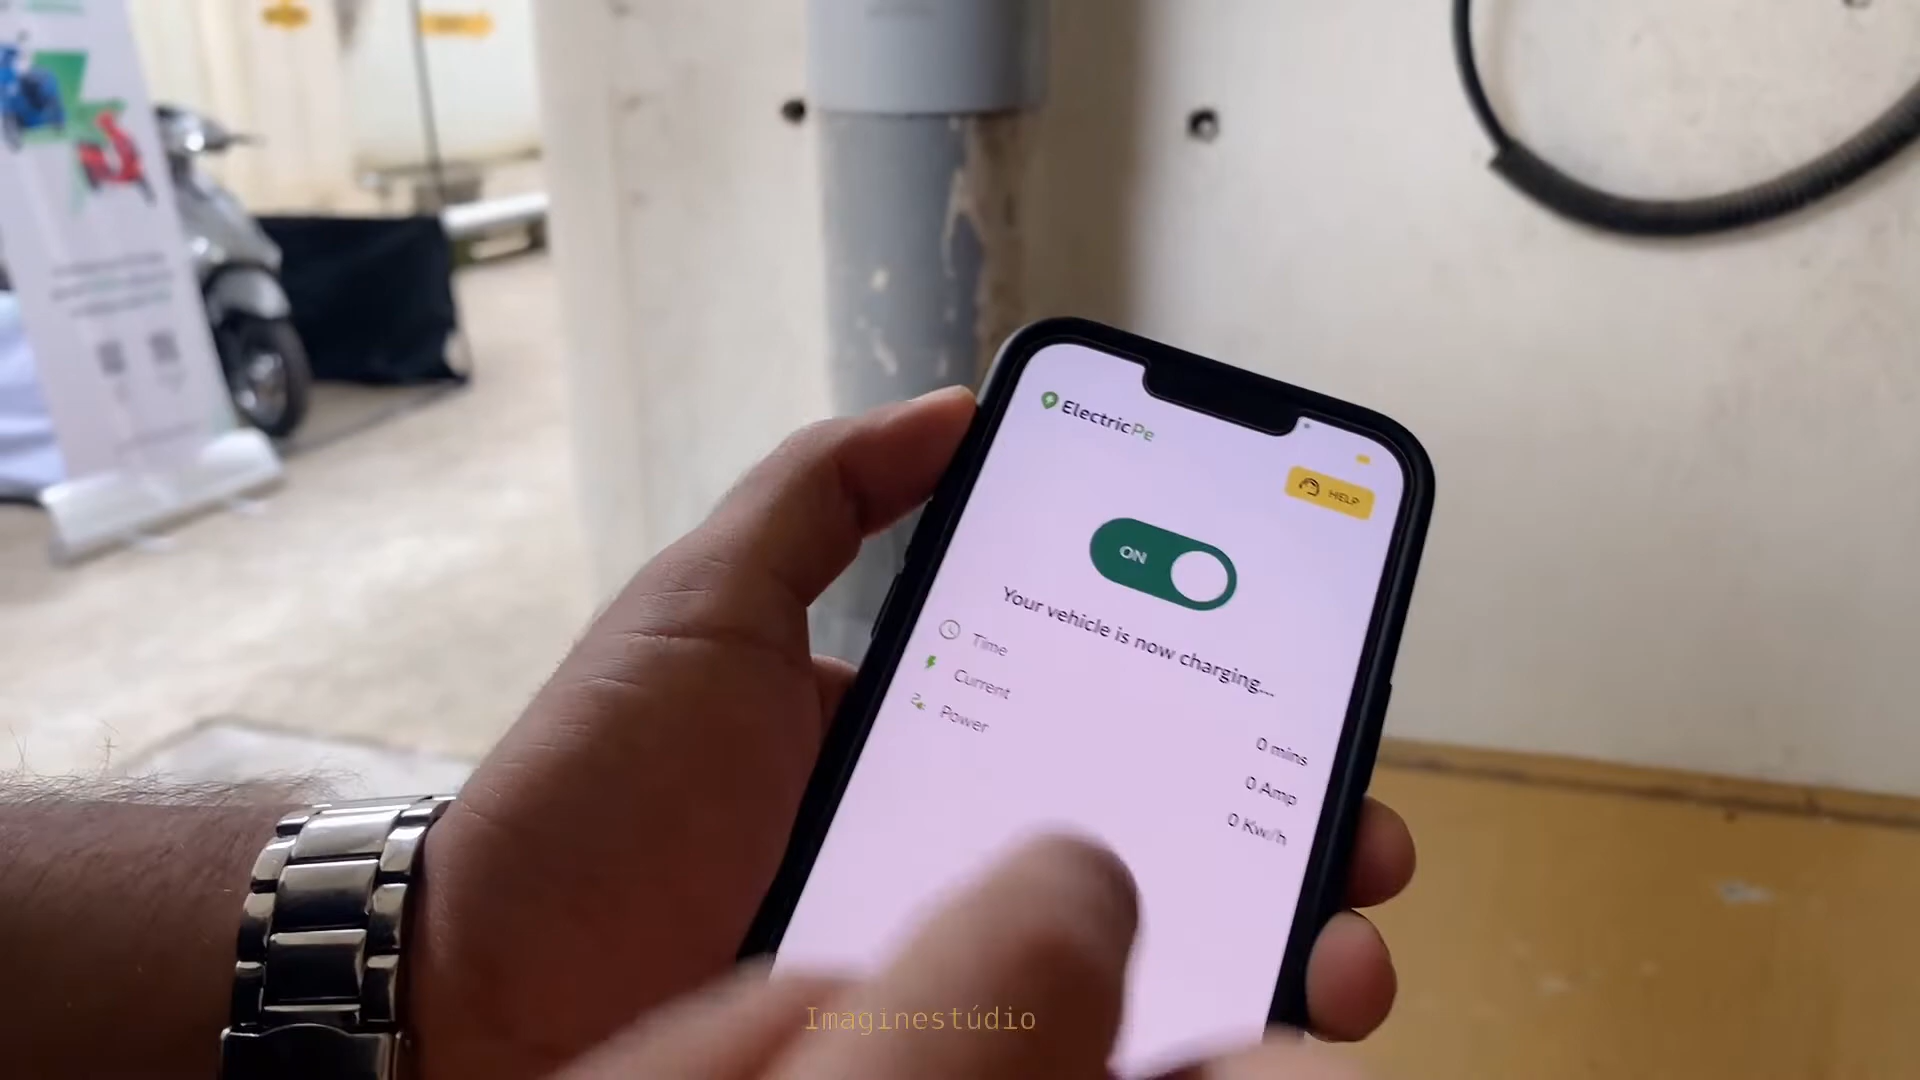 ElectricPe
HELP
ON
Your vehicle is now charging...
Time
0 mins
Current
0 Amp
Power
0 Kw/h
Imaginestúdio